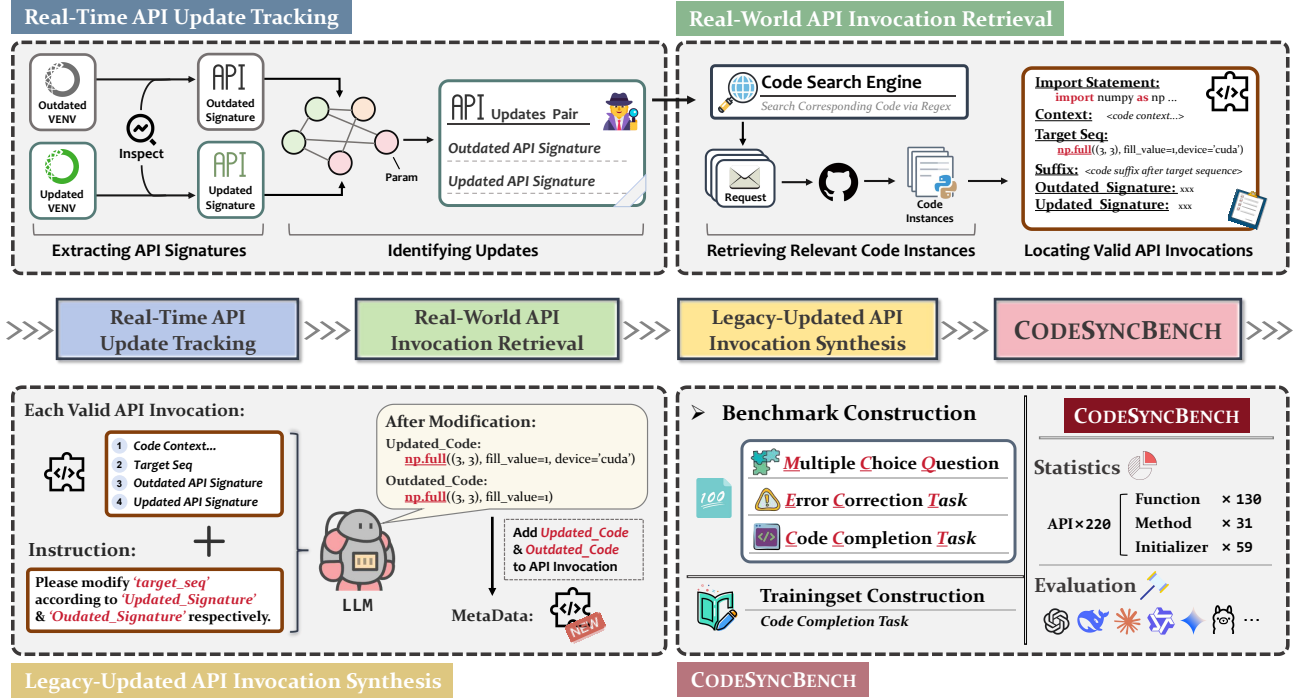 Real-Time API Update Tracking
Outdated
VENV
Updated
VENV
Inspect
API
Outdated
Signature
API
Updated
Signature
Param
API Updates Pair
Outdated API Signature
Updated API Signature
Extracting API Signatures
Identifying Updates
Real-World API Invocation Retrieval
Code Search Engine
Search Corresponding Code via Regex
Request
Code
Instances
Import Statement:
import numpy as np ...
Context: <code context...>
Target Seq:
np.full((3, 3), fill_value=1,device='cuda')
Suffix: <code suffix after target sequence>
Outdated_Signature: xxx
Updated_Signature: xxx
Retrieving Relevant Code Instances
Locating Valid API Invocations
Real-Time API
Update Tracking
Real-World API
Invocation Retrieval
Legacy-Updated API
Invocation Synthesis
CODESYNCBENCH
Each Valid API Invocation:
1 Code Context...
2 Target Seq
3 Outdated API Signature
4 Updated API Signature
Instruction:
Please modify 'target_seq'
according to 'Updated_Signature'
& 'Oudated_Signature' respectively.
LLM
After Modification:
Updated_Code:
np.full((3, 3), fill_value=1, device='cuda')
Outdated_Code:
np.full((3, 3), fill_value=1)
Add Updated_Code
& Outdated_Code
to API Invocation
MetaData:
NEW
Legacy-Updated API Invocation Synthesis
Benchmark Construction
100
Multiple Choice Question
Error Correction Task
Code Completion Task
Trainingset Construction
Code Completion Task
CODESYNCBENCH
Statistics
API×220
Function × 130
Method × 31
Initializer × 59
Evaluation
...
CODESYNCBENCH